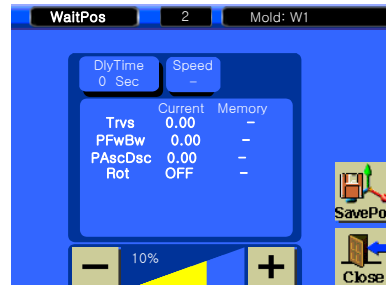 WaitPos 2 Mold: W1
DlyTime Speed
0 Sec –
Current Memory
Trvs 0.00 –
PFwBw 0.00 –
PAscDsc 0.00 –
Rot OFF –
SavePo
− 10% +
Close